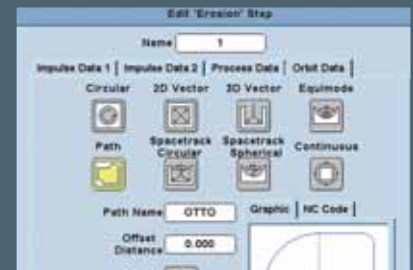 Edit 'Erosion' Step
Name 1
Impulse Data 1 Impulse Data 2 Process Data Orbit Data
Circular 2D Vector 3D Vector Equimode
Path Spacetrack Circular Spacetrack Spherical Continuous
Path Name OTTO Graphic NC Code
Offset Distance 0.000